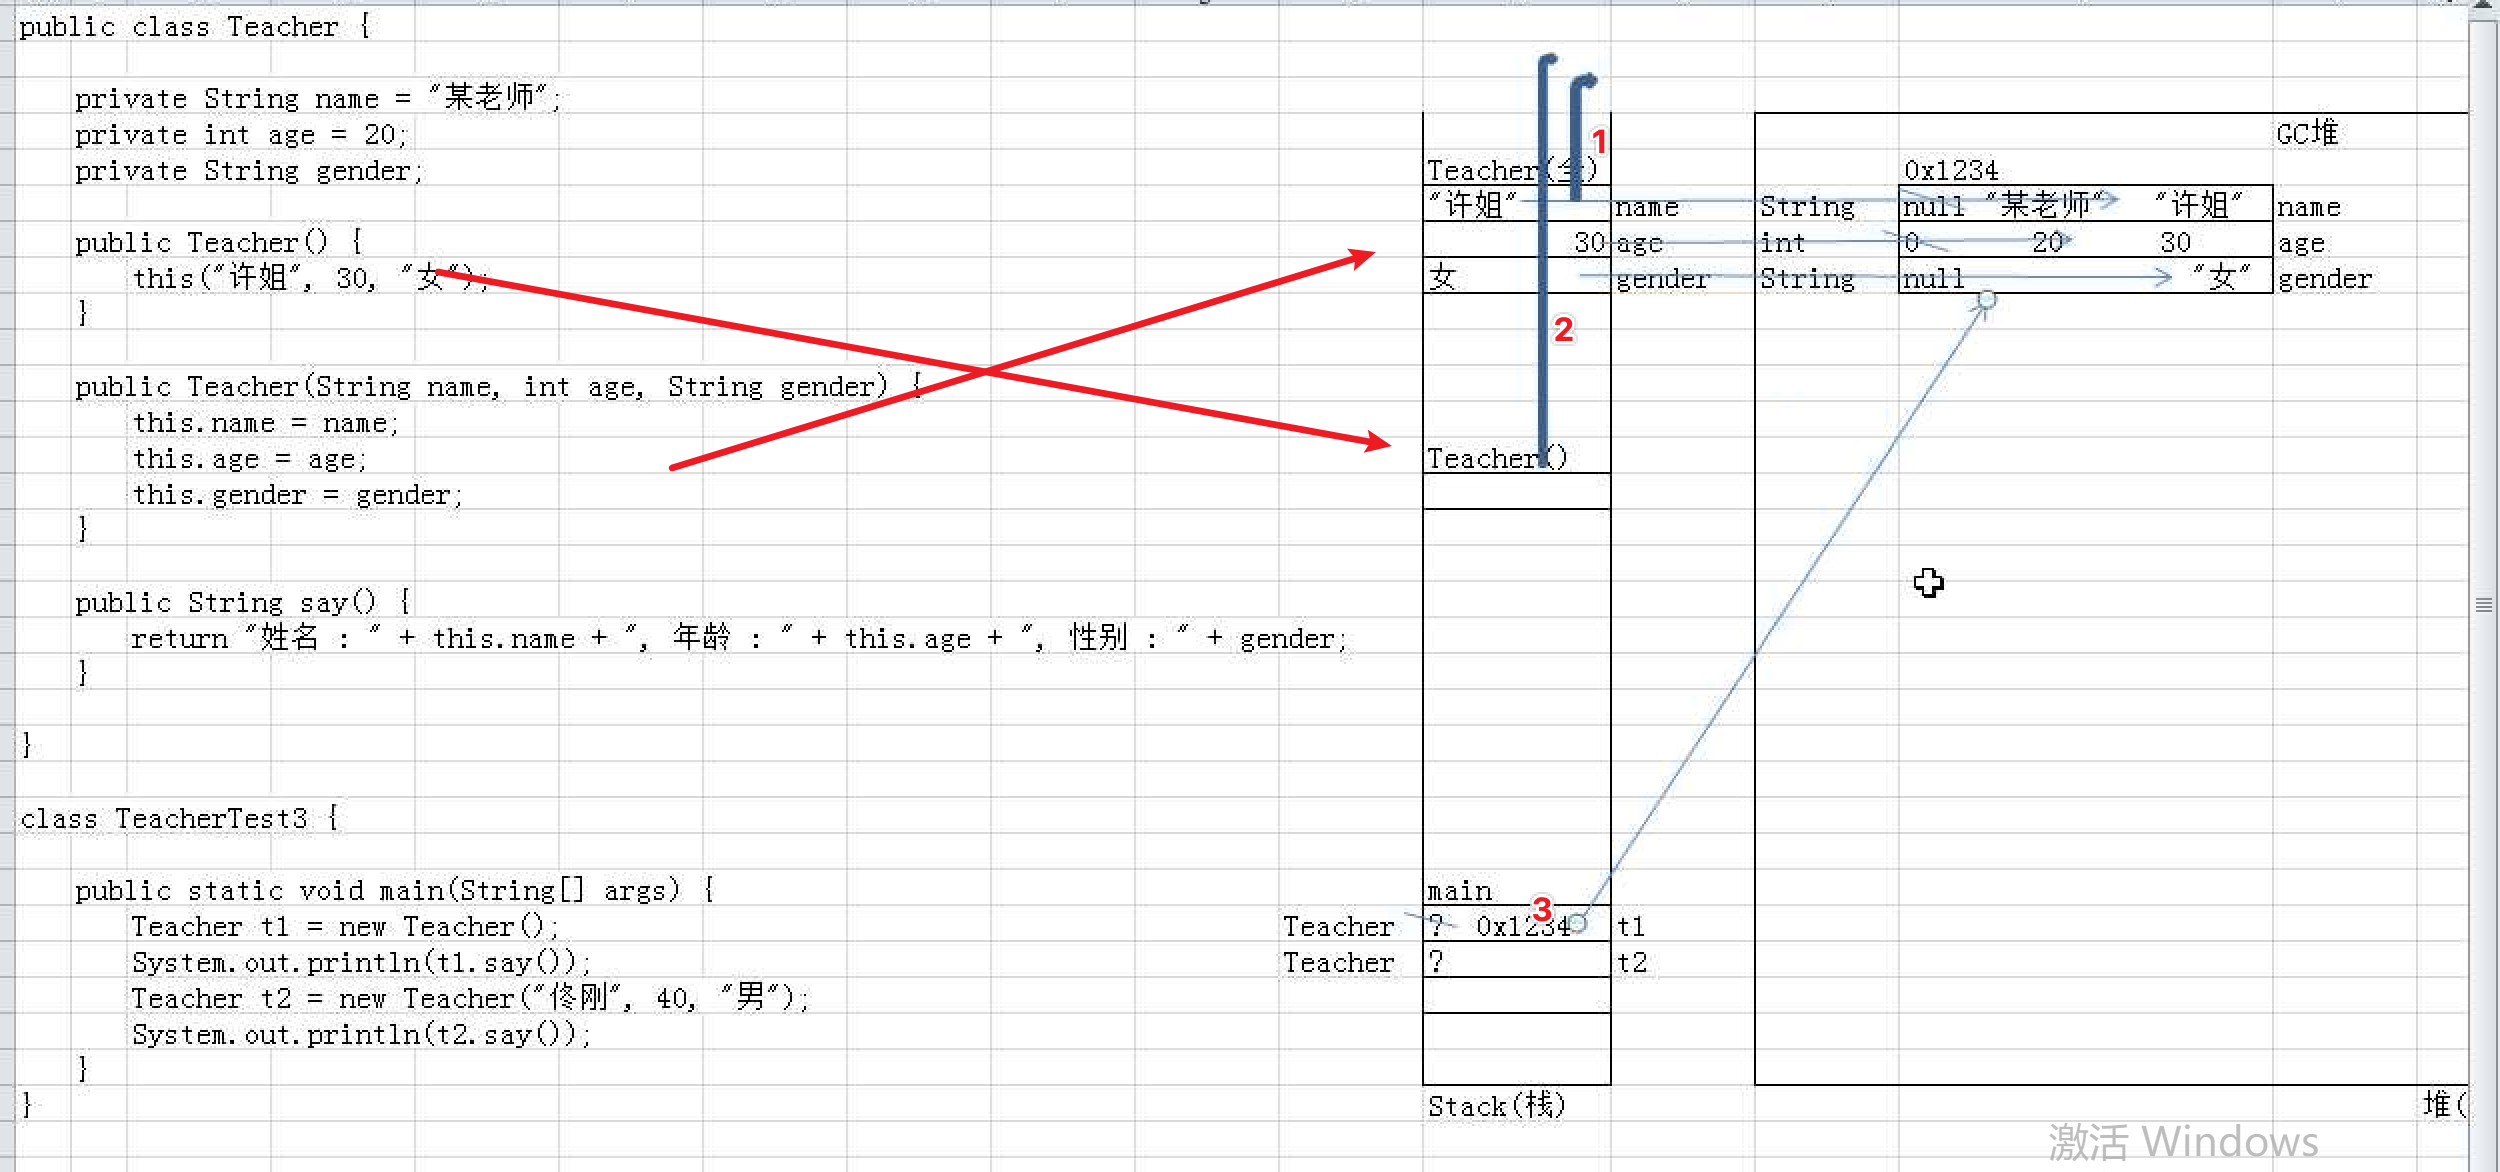 public class Teacher {
private String name = "某老师";
private int age = 20;
private String gender;
public Teacher() {
this("许姐", 30, "女");
}
public Teacher(String name, int age, String gender) {
this.name = name;
this.age = age;
this.gender = gender;
}
public String say() {
return "姓名 : " + this.name + ", 年龄 : " + this.age + ", 性别 : " + gender;
}
}
class TeacherTest3 {
public static void main(String[] args) {
Teacher t1 = new Teacher();
System.out.println(t1.say());
Teacher t2 = new Teacher("佟刚", 40, "男");
System.out.println(t2.say());
}
}
1
Teacher(全)
"许姐" name
30 age
女 gender
2
Teacher()
main
3
Teacher ? 0x1234 t1
Teacher ? t2
Stack(栈)
GC堆
0x1234
String null "某老师" "许姐" name
int 0 20 30 age
String null "女" gender
堆(
激活 Windows